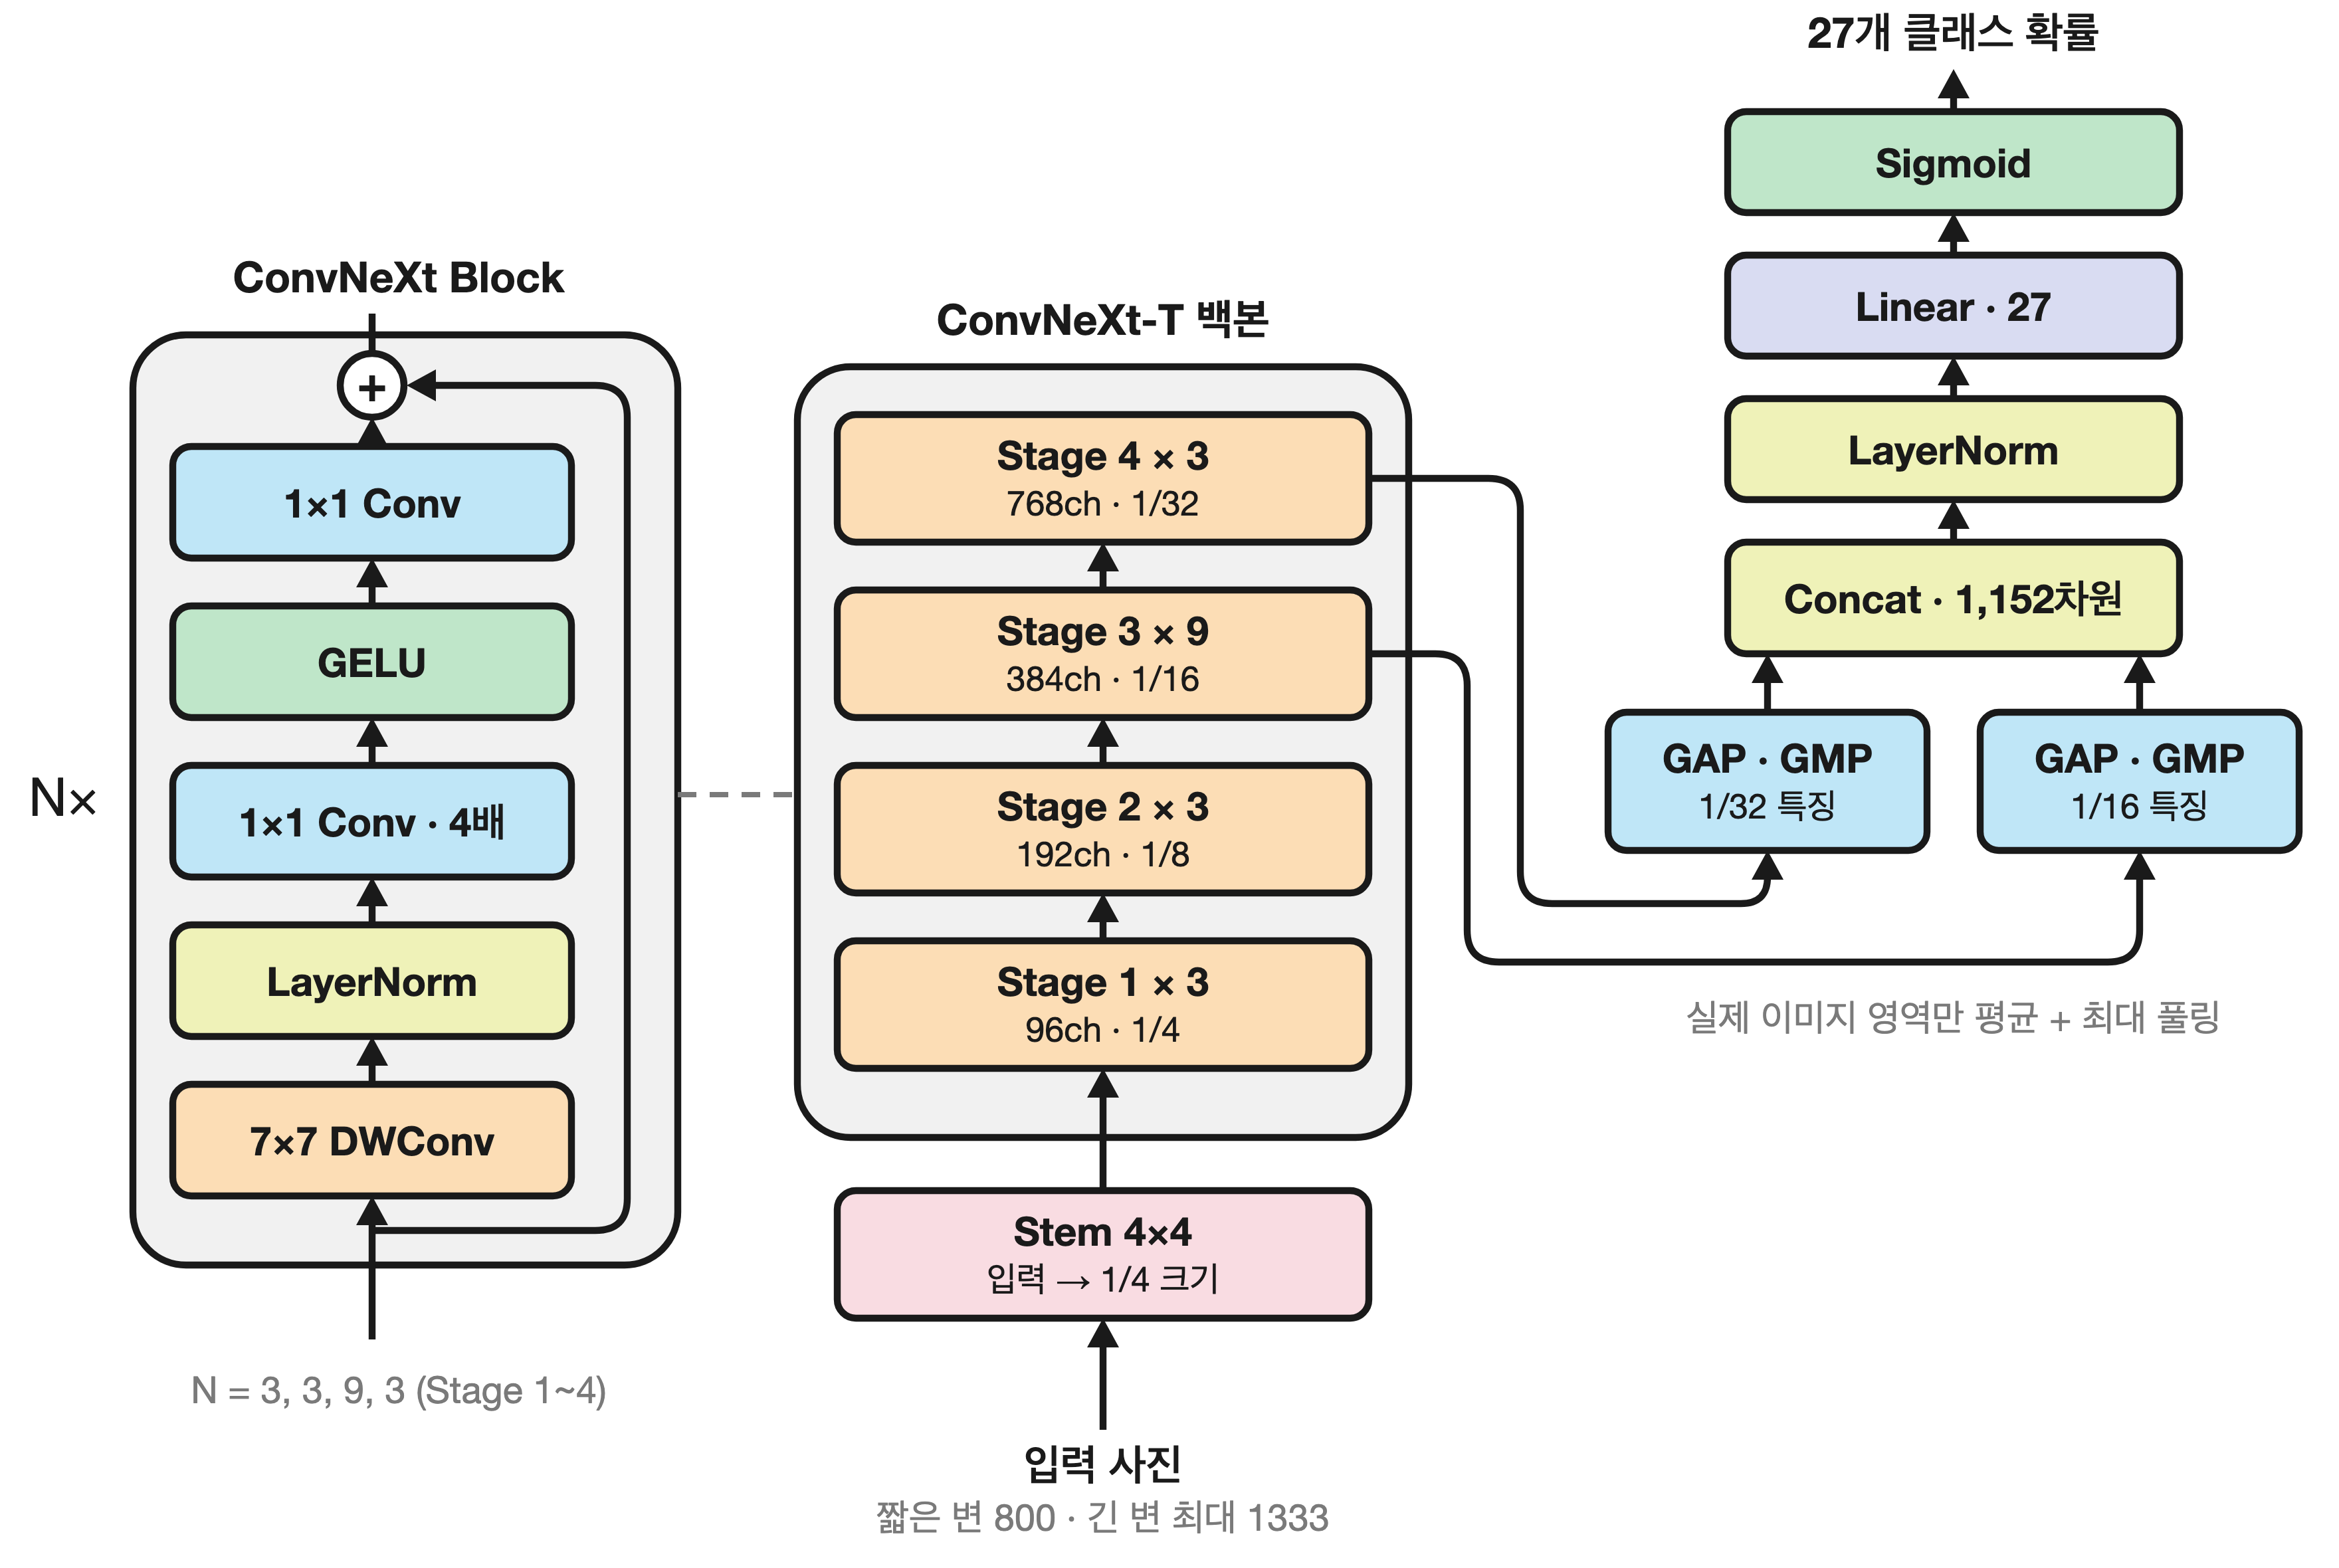 ConvNeXt Block
+
1×1 Conv
GELU
1×1 Conv · 4배
LayerNorm
7×7 DWConv
N×
N = 3, 3, 9, 3 (Stage 1~4)
ConvNeXt-T 백본
Stage 4 × 3
768ch · 1/32
Stage 3 × 9
384ch · 1/16
Stage 2 × 3
192ch · 1/8
Stage 1 × 3
96ch · 1/4
Stem 4×4
입력 → 1/4 크기
입력 사진
짧은 변 800 · 긴 변 최대 1333
27개 클래스 확률
Sigmoid
Linear · 27
LayerNorm
Concat · 1,152차원
GAP · GMP
1/32 특징
GAP · GMP
1/16 특징
실제 이미지 영역만 평균 + 최대 풀링